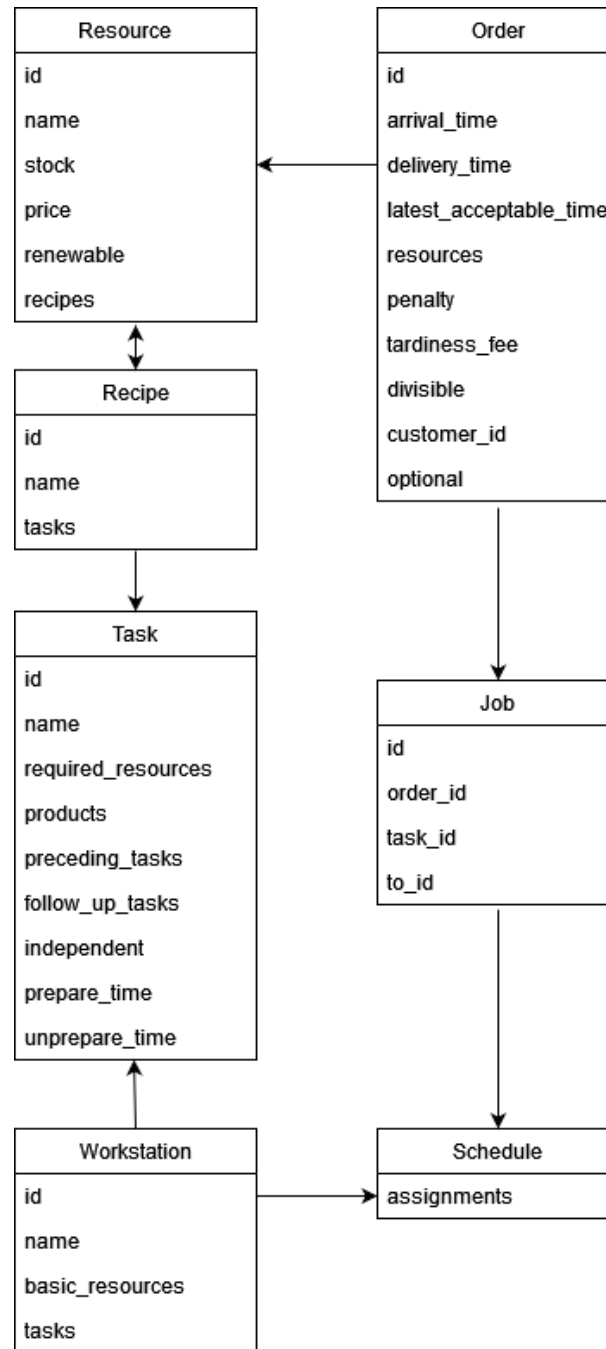 Resource
id
name
stock
price
renewable
recipes
Order
id
arrival_time
delivery_time
latest_acceptable_time
resources
penalty
tardiness_fee
divisible
customer_id
optional
Recipe
id
name
tasks
Task
id
name
required_resources
products
preceding_tasks
follow_up_tasks
independent
prepare_time
unprepare_time
Job
id
order_id
task_id
to_id
Workstation
id
name
basic_resources
tasks
Schedule
assignments